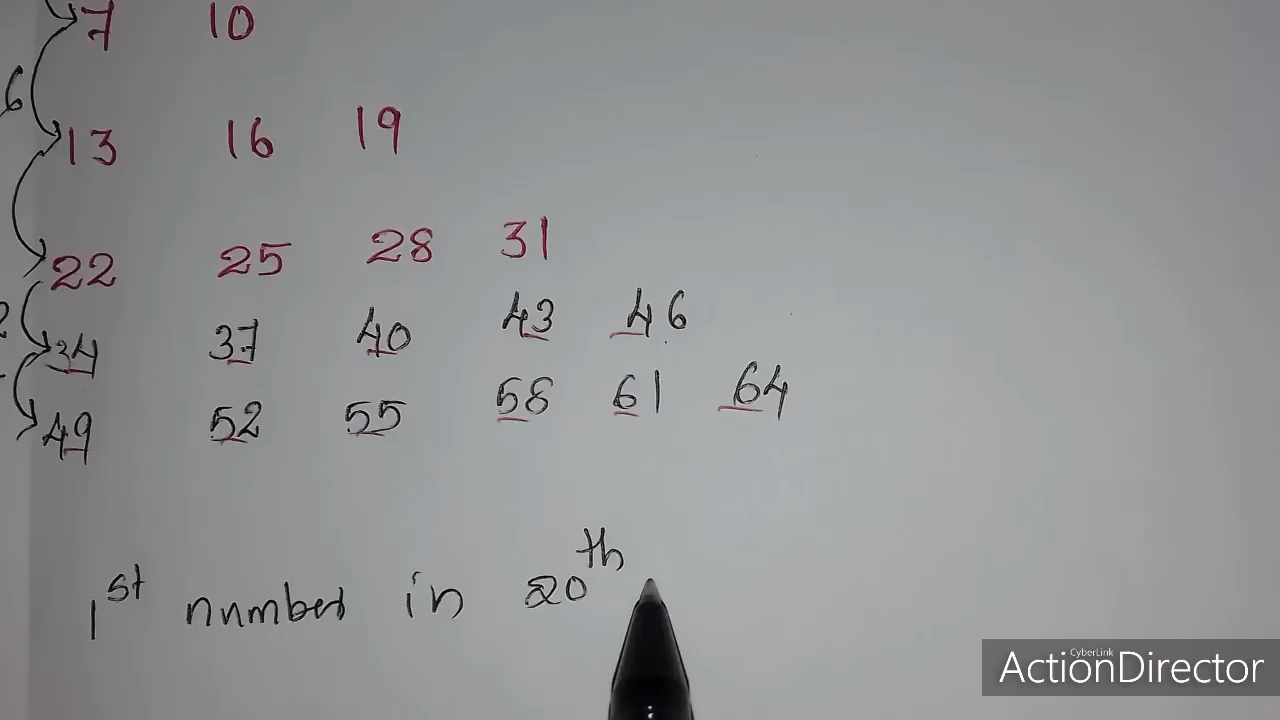 7 10
6
13 16 19
22 25 28 31
34 37 40 43 46
49 52 55 58 61 64
1st number in 20th
CyberLink
ActionDirector